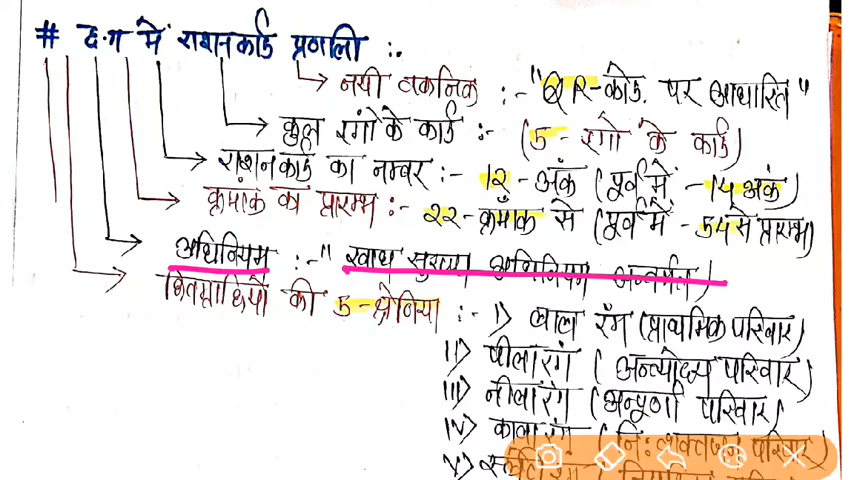 # छ.ग में राशनकार्ड प्रणाली :-
नयी तकनिक :- "QR-कोड. पर आधारित"
कुल रंगो के कार्ड :- (5-रंगो के कार्ड)
राशनकार्ड का नम्बर :- 12-अंक (पूर्व में -14 अंक)
क्रमांक का प्रारम्भ :- 22-क्रमांक से (पूर्व में - 54 से प्रारम्भ)
अधिनियम :- "खाद्य सुरक्षा अधिनियम अन्तर्गत)
हितग्राहियों की 5-श्रेनिया :- I) लाल रंग (प्राथमिक परिवार)
II) पीला रंग (अन्त्योदय परिवार)
III) नीला रंग (अन्पूर्णा परिवार)
IV) काला रंग परिवार)
V)